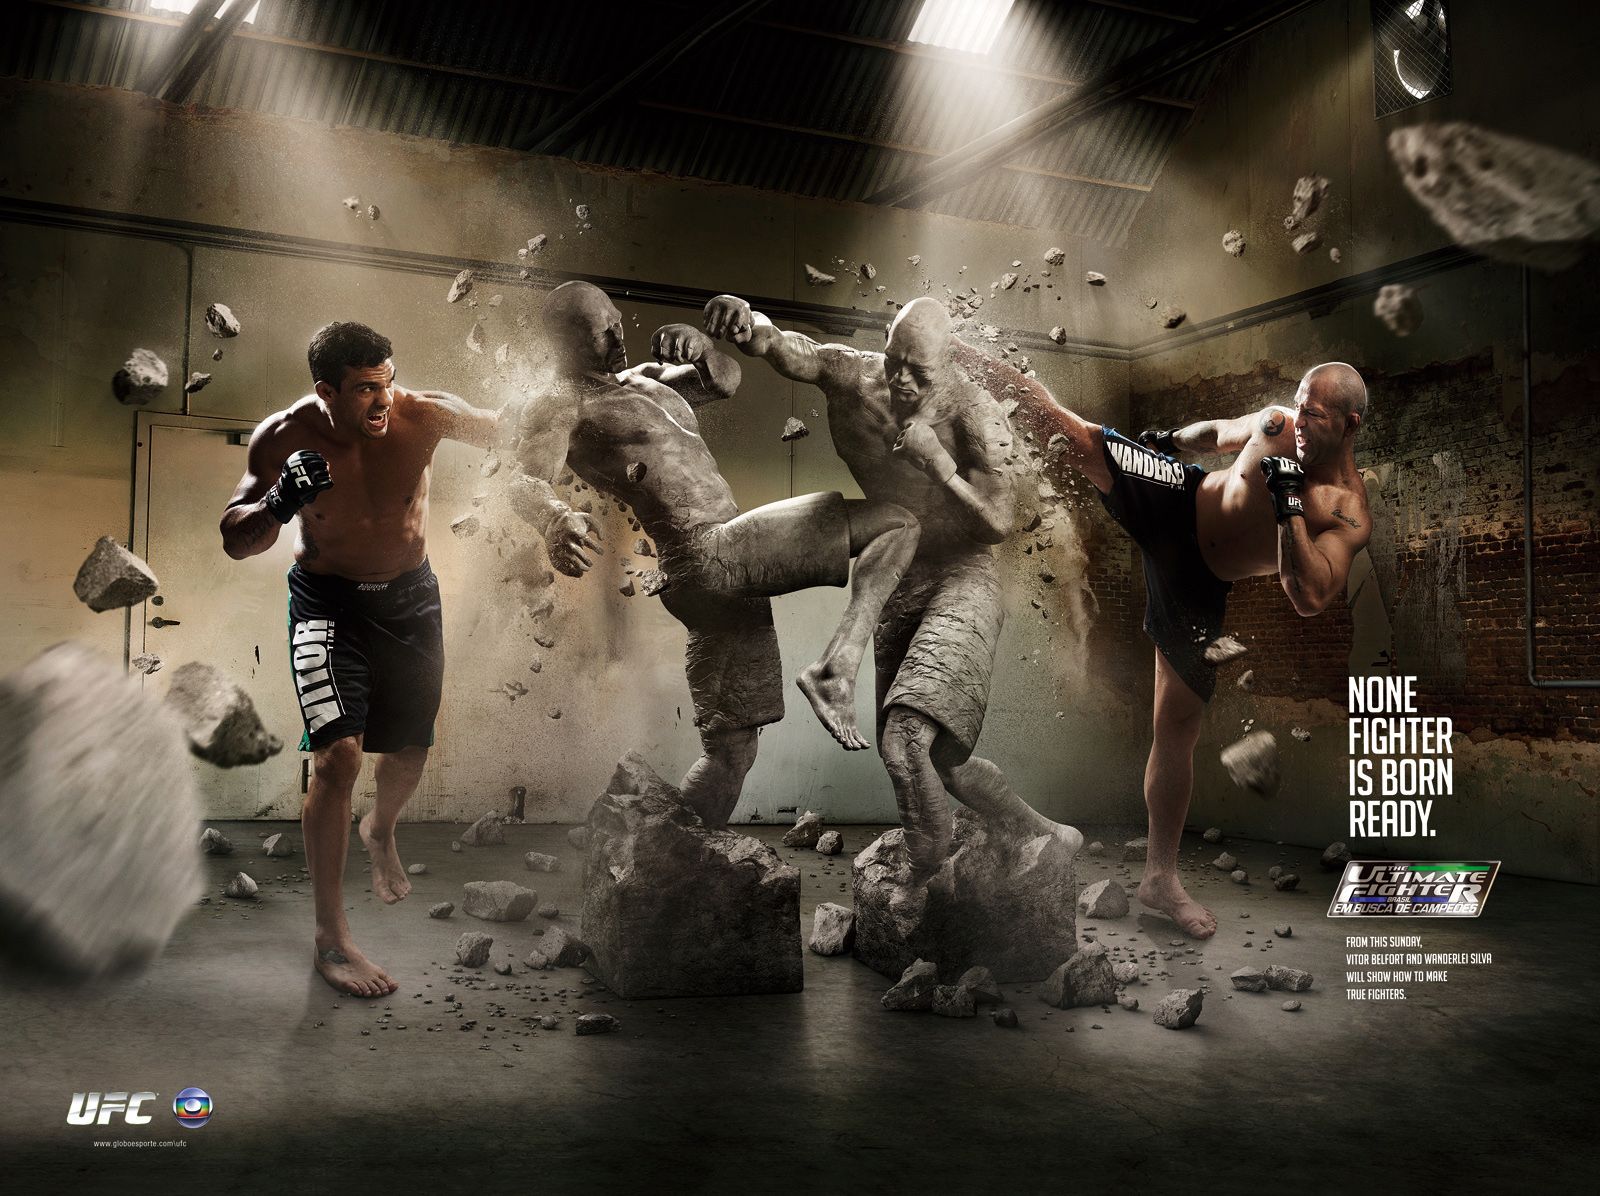 UFC
UFC
VITOR
TIME
WANDERLEI
UFC
UFC
NONE
FIGHTER
IS BORN
READY.
THE
ULTIMATE
FIGHTER
BRASIL
EM BUSCA DE CAMPEÕES
FROM THIS SUNDAY,
VITOR BELFORT AND WANDERLEI SILVA
WILL SHOW HOW TO MAKE
TRUE FIGHTERS.
UFC
www.globoesporte.com\ufc